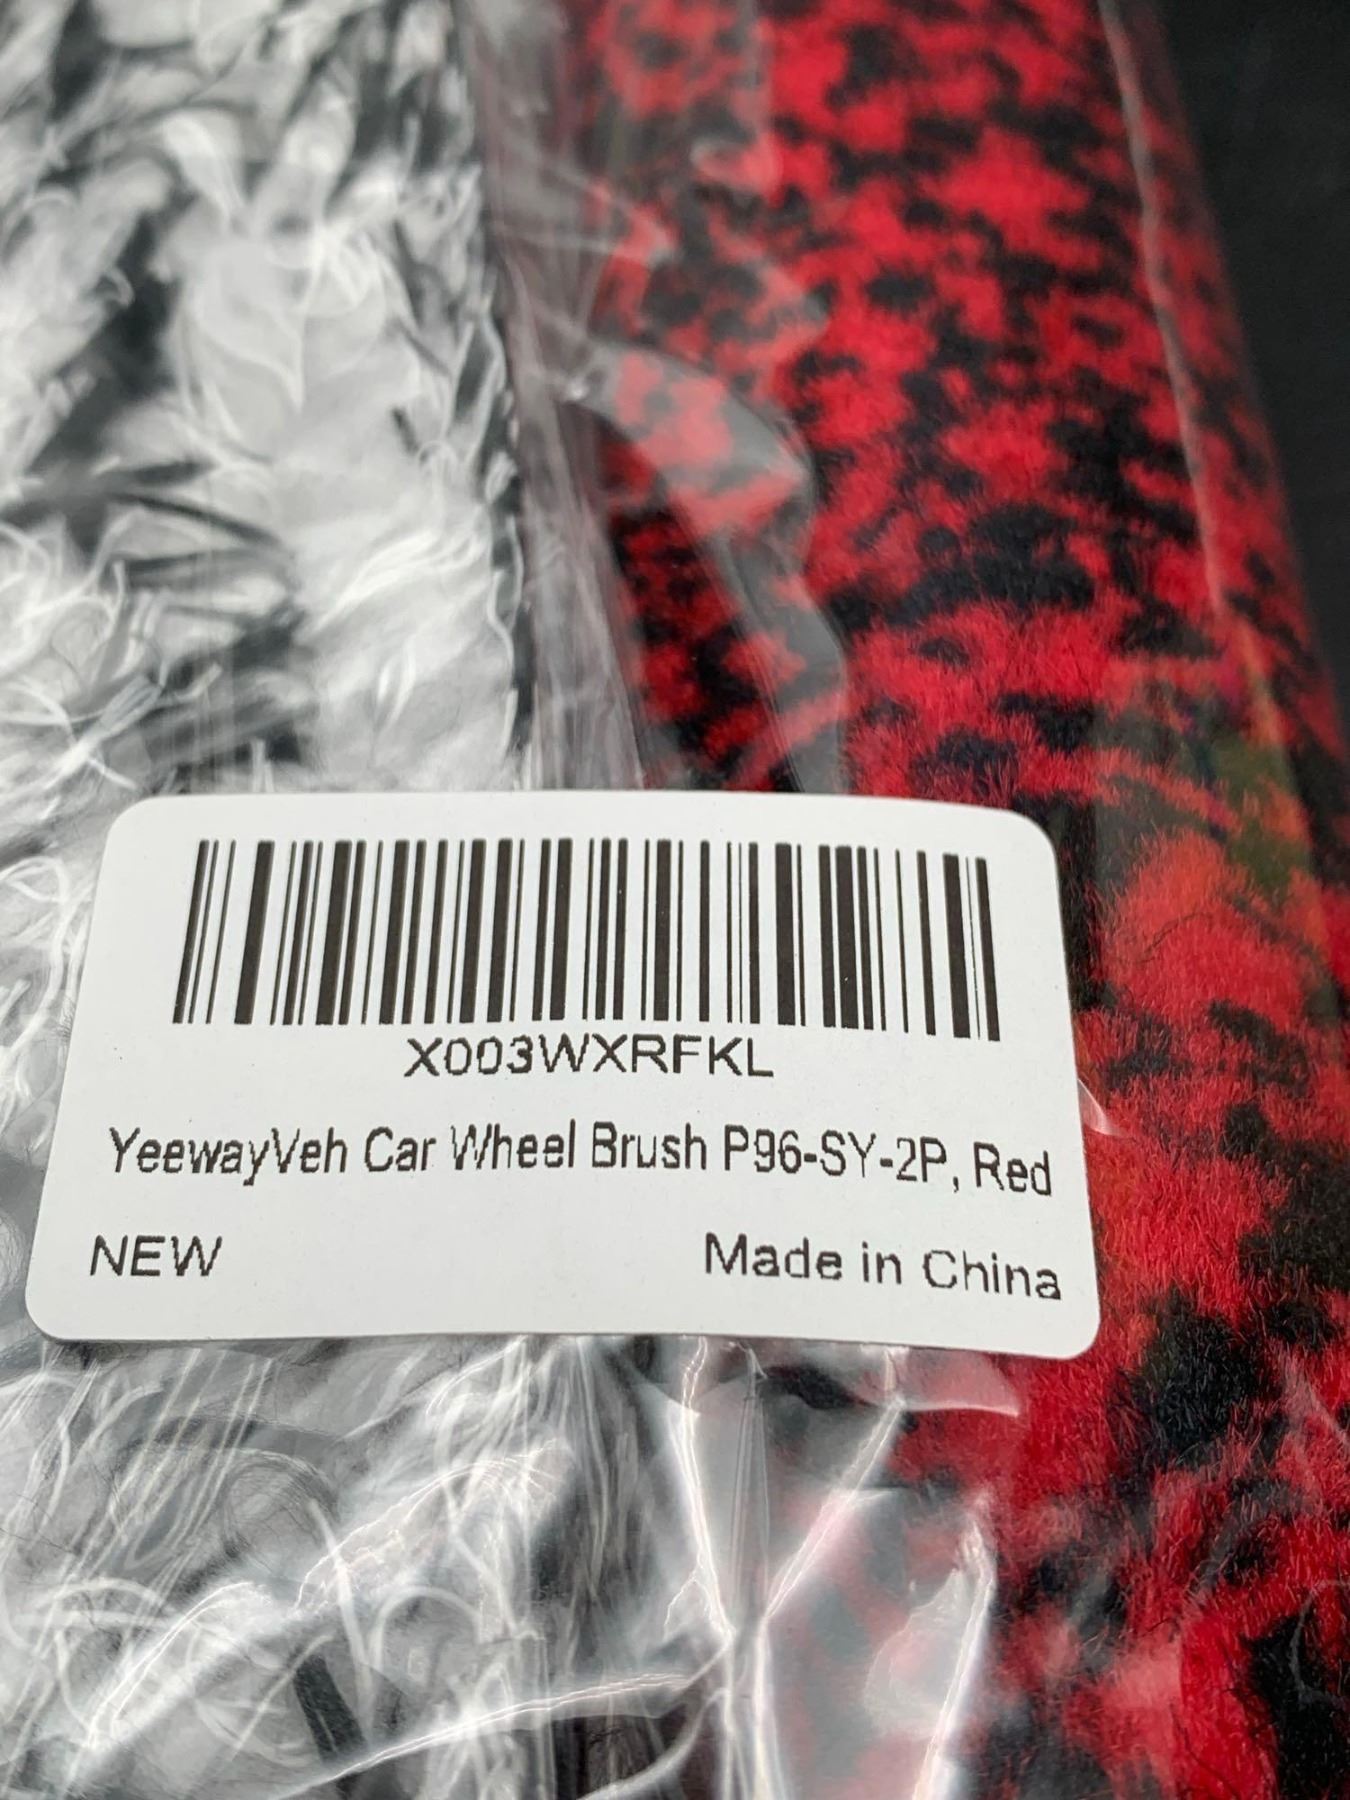 X003WXRFKL
YeewayVeh Car Wheel Brush P96-SY-2P, Red
NEW
Made in China